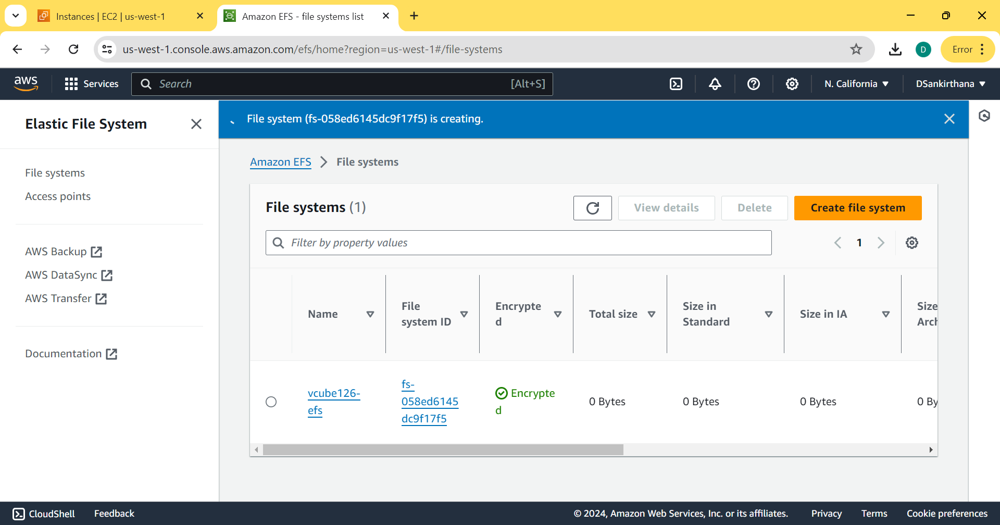 Instances | EC2 | us-west-1
Amazon EFS - file systems list
us-west-1.console.aws.amazon.com/efs/home?region=us-west-1#/file-systems
D
Error
aws
Services
Search
[Alt+S]
N. California
DSankirthana
Elastic File System
File systems
Access points
AWS Backup
AWS DataSync
AWS Transfer
Documentation
File system (fs-058ed6145dc9f17f5) is creating.
Amazon EFS
File systems
File systems (1)
View details
Delete
Create file system
Filter by property values
1
Name
File
system ID
Encrypte
d
Total size
Size in
Standard
Size in IA
Size
Arch
vcube126-
efs
fs-
058ed6145
dc9f17f5
Encrypte
d
0 Bytes
0 Bytes
0 Bytes
0 By
CloudShell
Feedback
© 2024, Amazon Web Services, Inc. or its affiliates.
Privacy
Terms
Cookie preferences